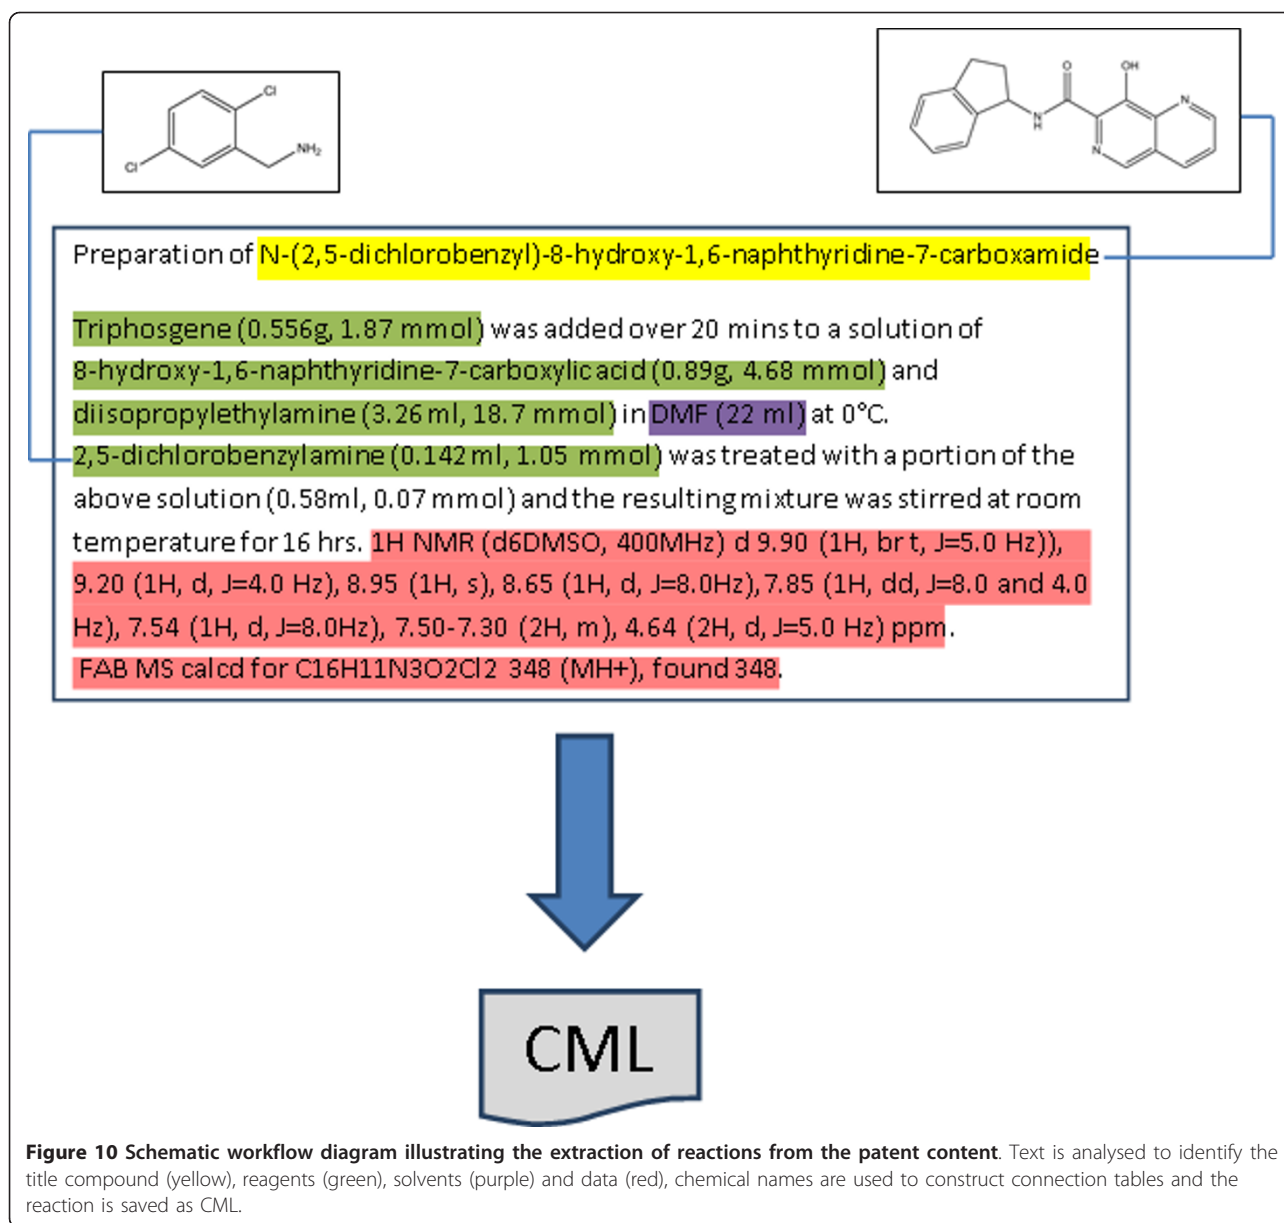 Cl
Cl
NH2
O
OH
N
H
N
N
Preparation of N-(2,5-dichlorobenzyl)-8-hydroxy-1,6-naphthyridine-7-carboxamide
Triphosgene (0.556g, 1.87 mmol) was added over 20 mins to a solution of
8-hydroxy-1,6-naphthyridine-7-carboxylic acid (0.89g, 4.68 mmol) and
diisopropylethylamine (3.26 ml, 18.7 mmol) in DMF (22 ml) at 0°C.
2,5-dichlorobenzylamine (0.142 ml, 1.05 mmol) was treated with a portion of the
above solution (0.58ml, 0.07 mmol) and the resulting mixture was stirred at room
temperature for 16 hrs. 1H NMR (d6DMSO, 400MHz) d 9.90 (1H, br t, J=5.0 Hz)),
9.20 (1H, d, J=4.0 Hz), 8.95 (1H, s), 8.65 (1H, d, J=8.0Hz), 7.85 (1H, dd, J=8.0 and 4.0
Hz), 7.54 (1H, d, J=8.0Hz), 7.50-7.30 (2H, m), 4.64 (2H, d, J=5.0 Hz) ppm.
FAB MS calcd for C16H11N3O2Cl2 348 (MH+), found 348.
CML
Figure 10 Schematic workflow diagram illustrating the extraction of reactions from the patent content. Text is analysed to identify the
title compound (yellow), reagents (green), solvents (purple) and data (red), chemical names are used to construct connection tables and the
reaction is saved as CML.